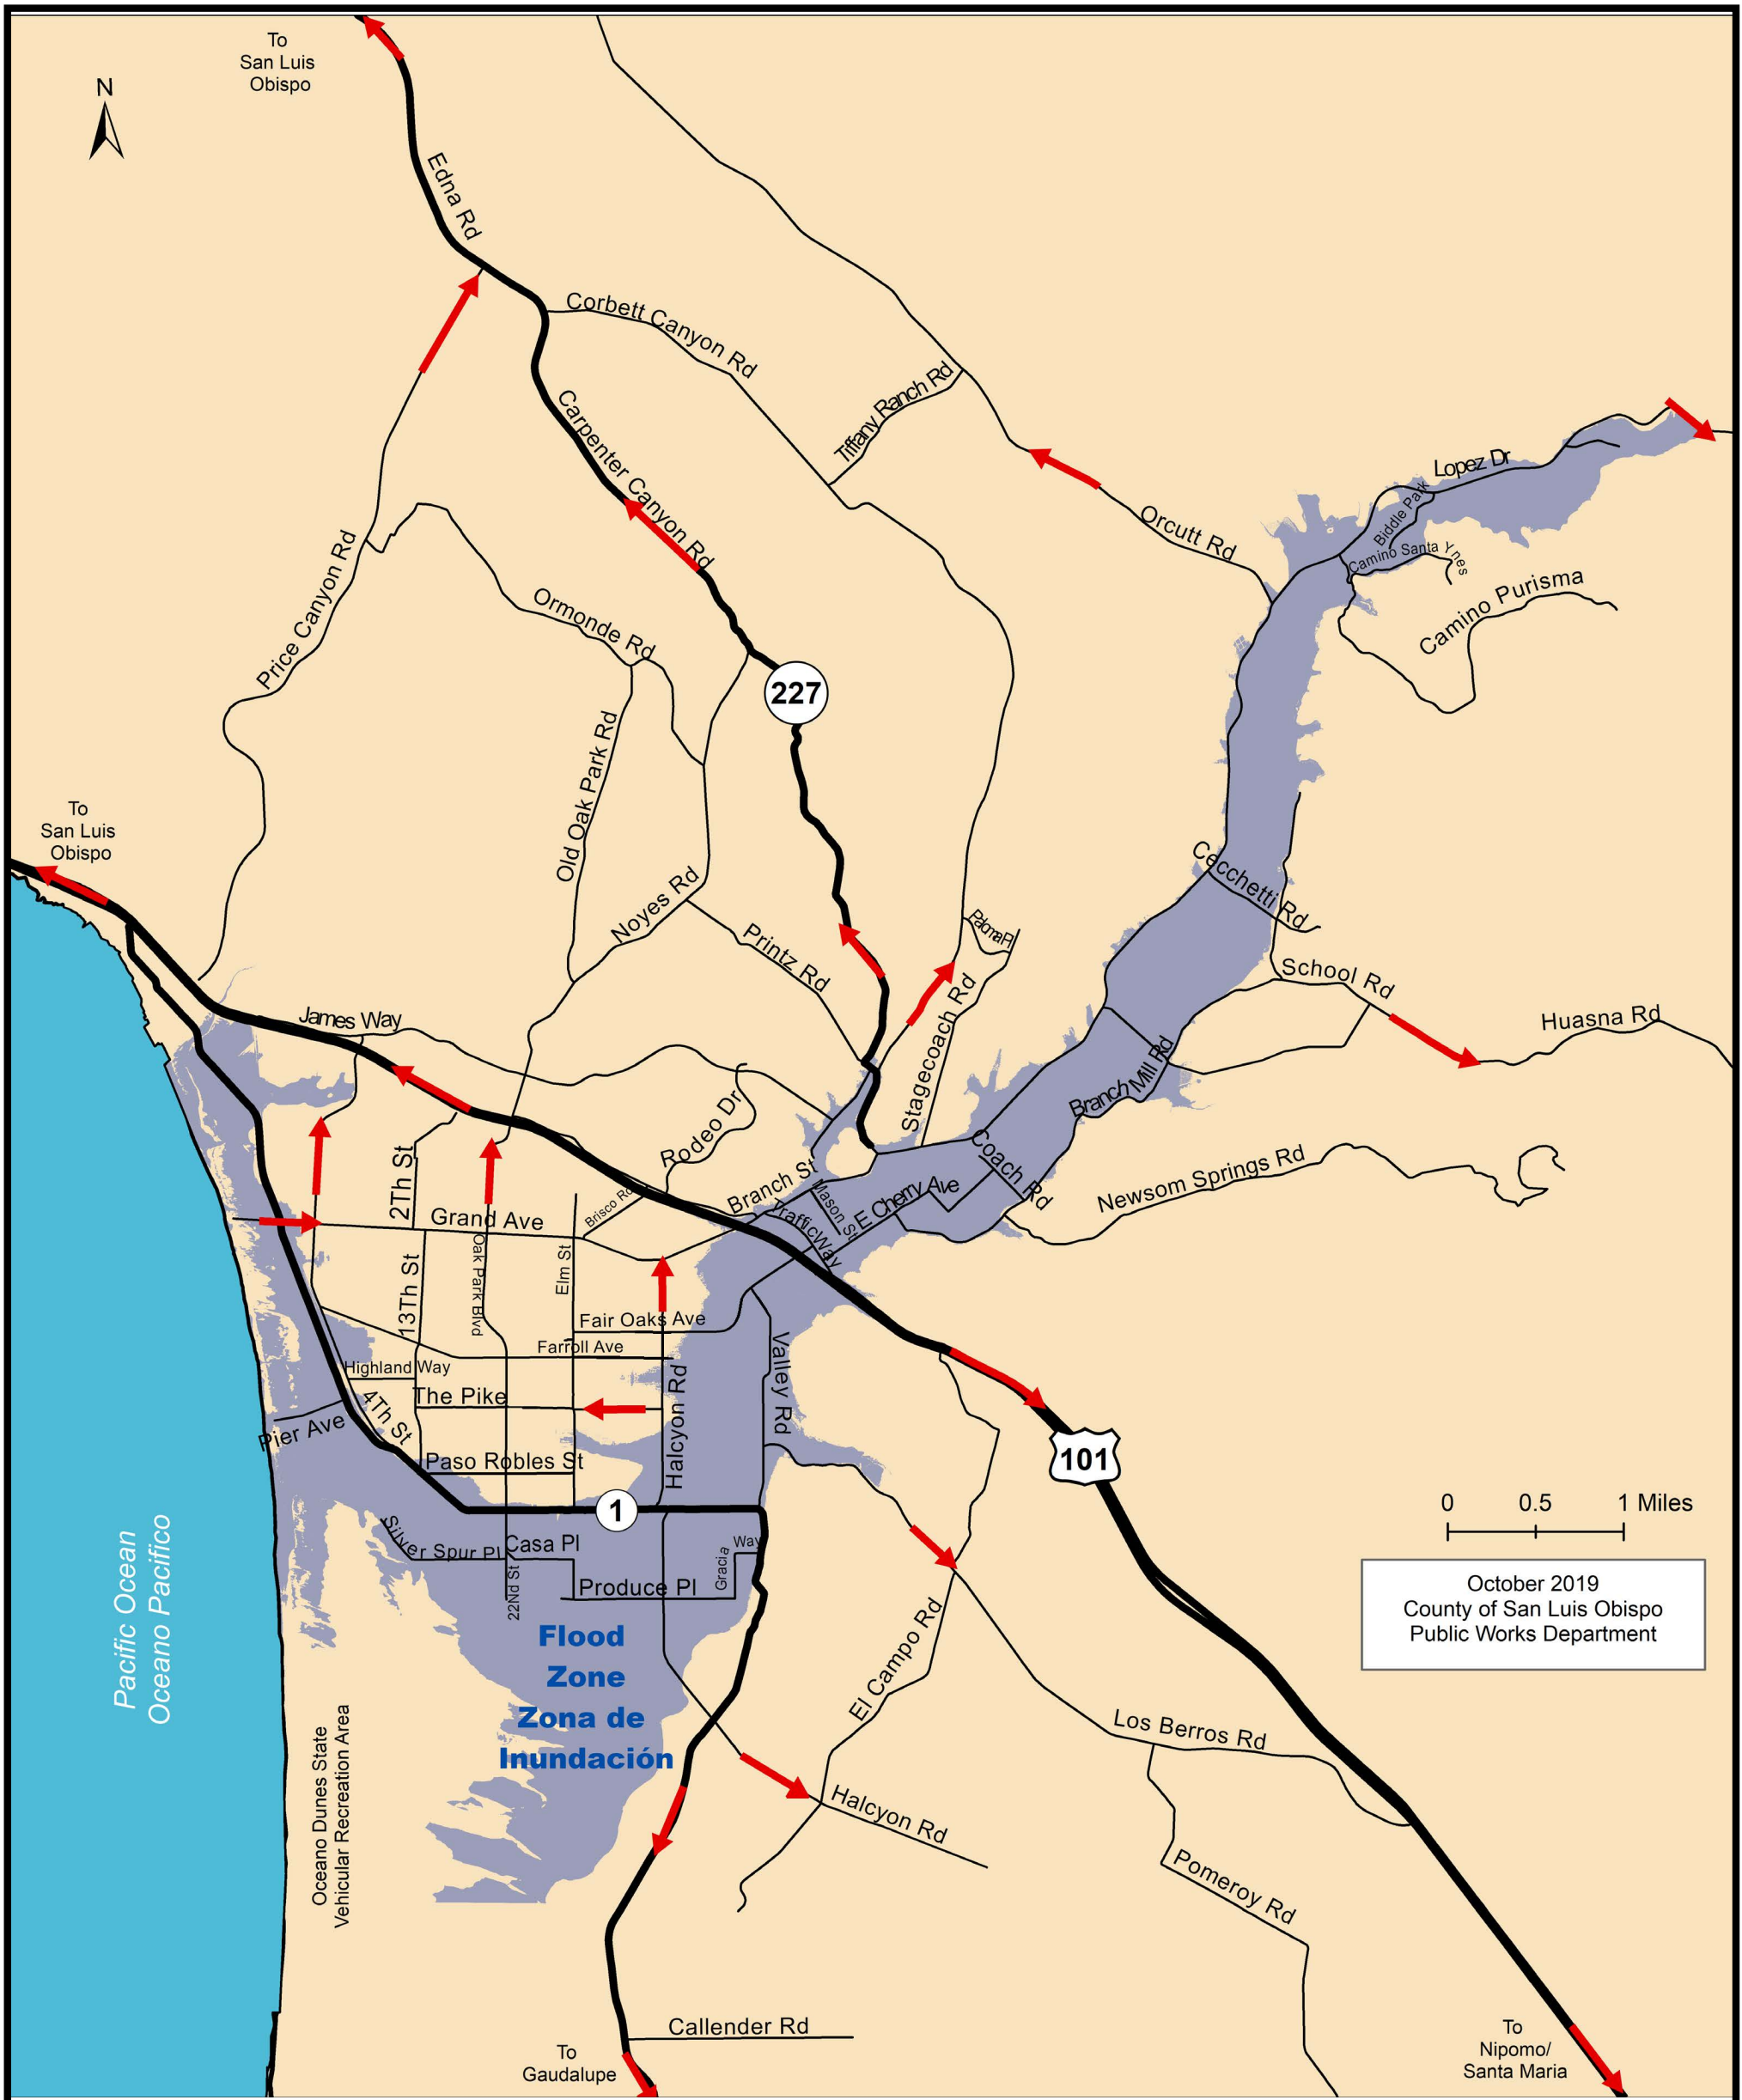 To
San Luis
Obispo
N
Edna Rd
Corbett Canyon Rd
Tiffany Ranch Rd
Carpenter Canyon Rd
Lopez Dr
Biddle Park
Orcutt Rd
Camino Santa Ynes
Camino Purisma
Price Canyon Rd
Ormonde Rd
227
Old Oak Park Rd
To
San Luis
Obispo
Cecchetti Rd
Noyes Rd
Printz Rd
Paloma Pl
School Rd
Huasna Rd
James Way
Stagecoach Rd
Branch Mill Rd
Rodeo Dr
Coach Rd
Newsom Springs Rd
12Th St
Branch St
Brisco Rd
Mason St
E Cherry Ave
Traffic Way
Grand Ave
13Th St
Oak Park Blvd
Elm St
Fair Oaks Ave
Farroll Ave
Highland Way
The Pike
4Th St
Halcyon Rd
Valley Rd
Pier Ave
Paso Robles St
101
1
0 0.5 1 Miles
October 2019
County of San Luis Obispo
Public Works Department
Silver Spur Pl
Casa Pl
Gracia Way
22Nd St
Produce Pl
Pacific Ocean
Oceano Pacifico
Flood
Zone
Zona de
Inundación
El Campo Rd
Los Berros Rd
Oceano Dunes State
Vehicular Recreation Area
Halcyon Rd
Pomeroy Rd
Callender Rd
To
Gaudalupe
To
Nipomo/
Santa Maria